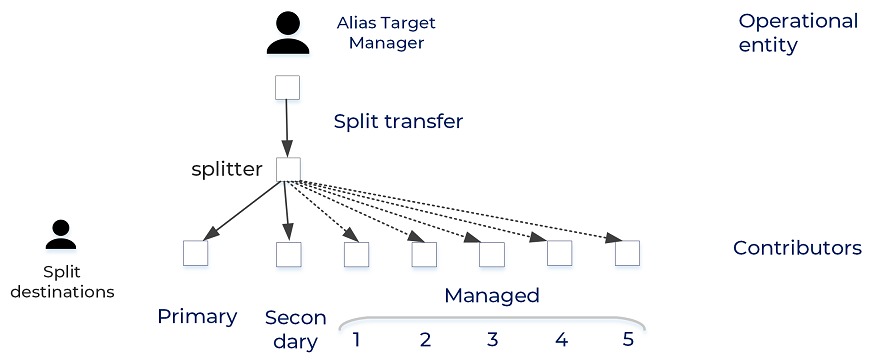 Alias Target
Manager
Operational
entity
Split transfer
splitter
Contributors
Split
destinations
Primary
Secon
dary
Managed
1 2 3 4 5